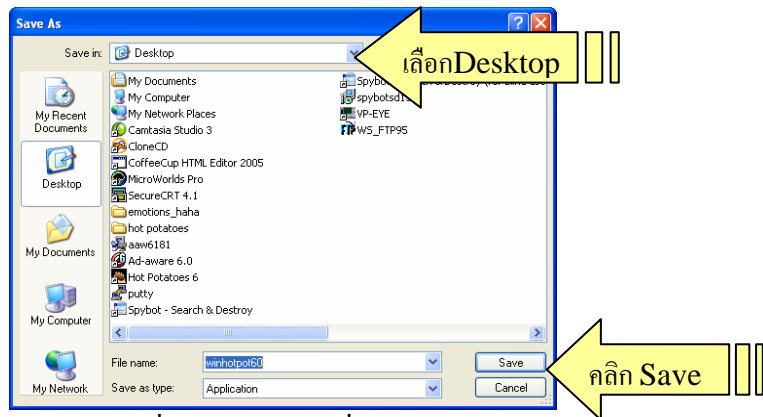 Save As
Save in:
Desktop
เลือกDesktop
My Recent
Documents
Desktop
My Documents
My Computer
My Network
My Documents
My Computer
My Network Places
Camtasia Studio 3
CloneCD
CoffeeCup HTML Editor 2005
MicroWorlds Pro
SecureCRT 4.1
emotions_haha
hot potatoes
aaw6181
Ad-aware 6.0
Hot Potatoes 6
putty
Spybot - Search & Destroy
VP-EYE
WS_FTP95
File name:
winhotpot60
Save
Save as type:
Application
Cancel
คลิก Save